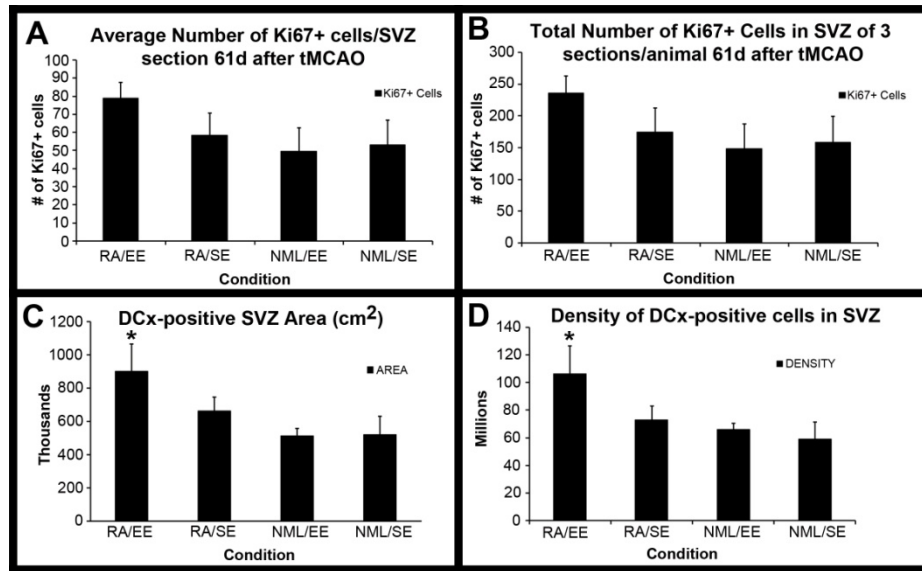 A
Average Number of Ki67+ Cells/SVZ
section 61d after tMCAO
100
90
80
70
60
50
40
30
20
10
0
# of Ki67+ cells
Ki67+ Cells
RA/EE RA/SE NML/EE NML/SE
Condition
B
Total Number of Ki67+ Cells in SVZ of 3
sections/animal 61d after tMCAO
250
200
150
100
50
0
# of Ki67+ cells
Ki67+ Cells
RA/EE RA/SE NML/EE NML/SE
Condition
C
DCx-positive SVZ Area (cm²)
1200
1000
800
600
400
200
0
Thousands
*
AREA
RA/EE RA/SE NML/EE NML/SE
Condition
D
Density of DCx-positive cells in SVZ
140
120
100
80
60
40
20
0
Millions
*
DENSITY
RA/EE RA/SE NML/EE NML/SE
Condition